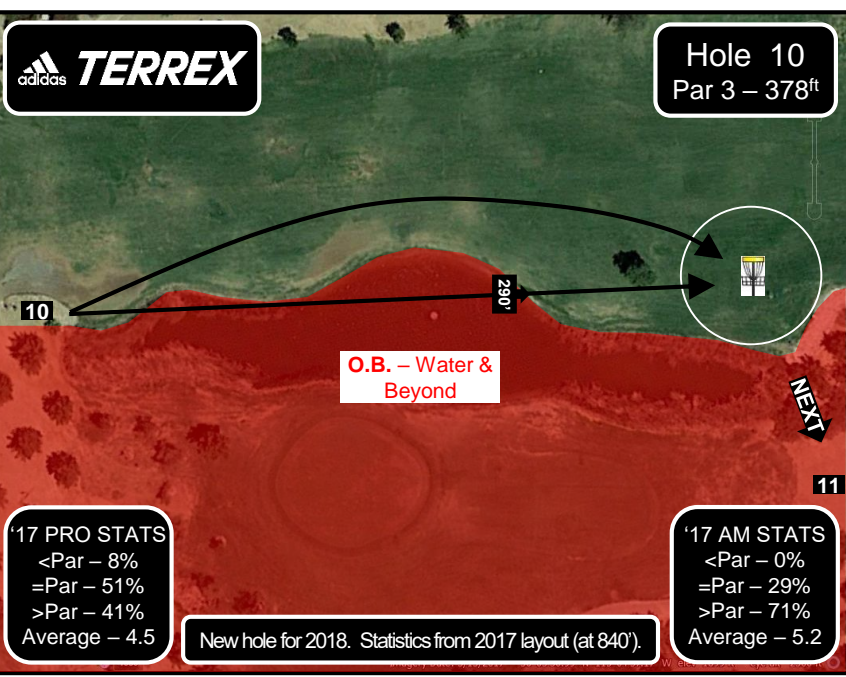 adidas TERREX
Hole 10
Par 3 – 378ft
10
290'
O.B. – Water &
Beyond
NEXT
11
‘17 PRO STATS
<Par – 8%
=Par – 51%
>Par – 41%
Average – 4.5
‘17 AM STATS
<Par – 0%
=Par – 29%
>Par – 71%
Average – 5.2
New hole for 2018. Statistics from 2017 layout (at 840’).